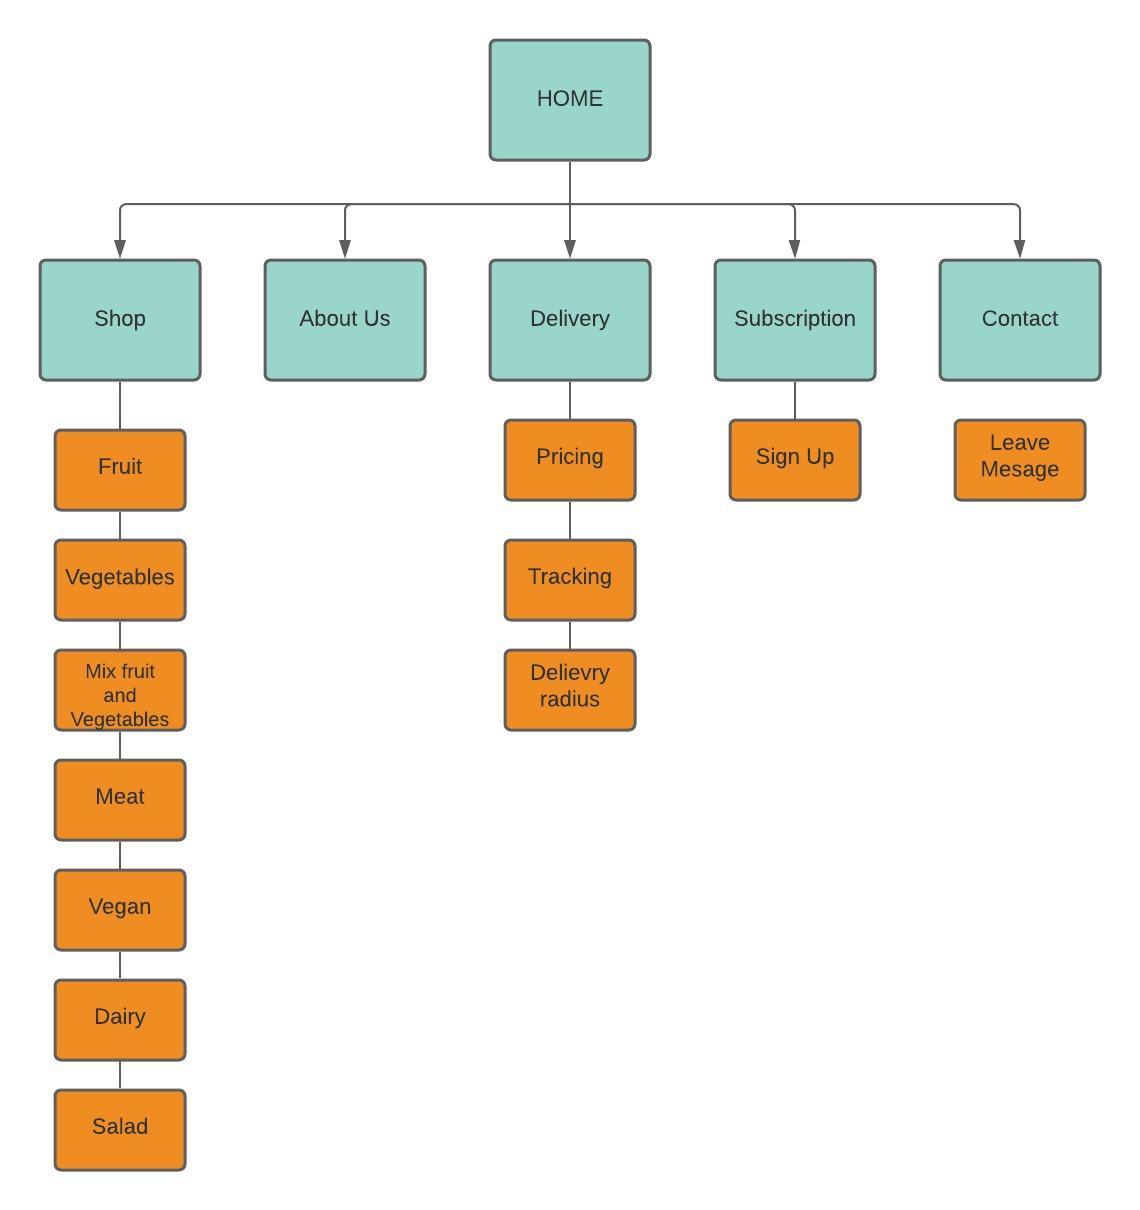 HOME
Shop
About Us
Delivery
Subscription
Contact
Fruit
Vegetables
Mix fruit
and
Vegetables
Meat
Vegan
Dairy
Salad
Pricing
Tracking
Delievry
radius
Sign Up
Leave
Mesage